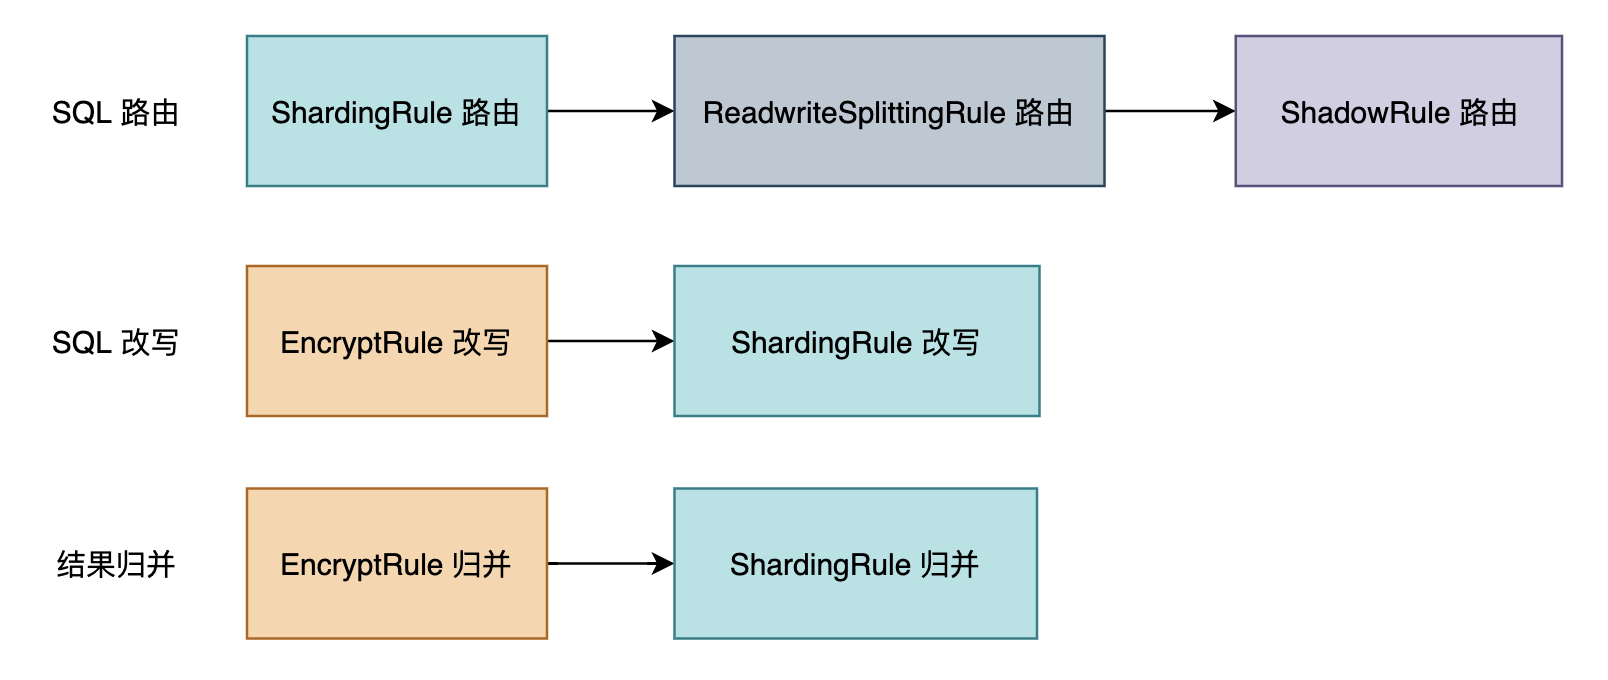 SQL 路由
ShardingRule 路由
ReadwriteSplittingRule 路由
ShadowRule 路由
SQL 改写
EncryptRule 改写
ShardingRule 改写
结果归并
EncryptRule 归并
ShardingRule 归并